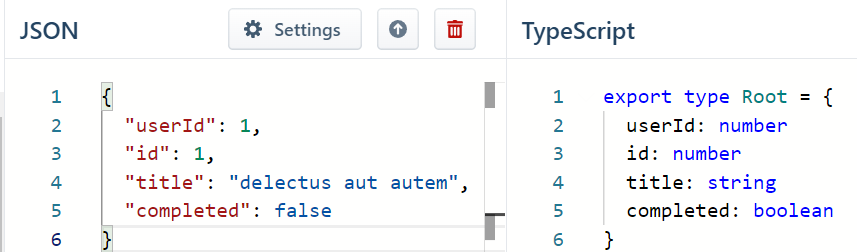 JSON
Settings
TypeScript
1 {
2 "userId": 1,
3 "id": 1,
4 "title": "delectus aut autem",
5 "completed": false
6 }
1 export type Root = {
2 userId: number
3 id: number
4 title: string
5 completed: boolean
6 }